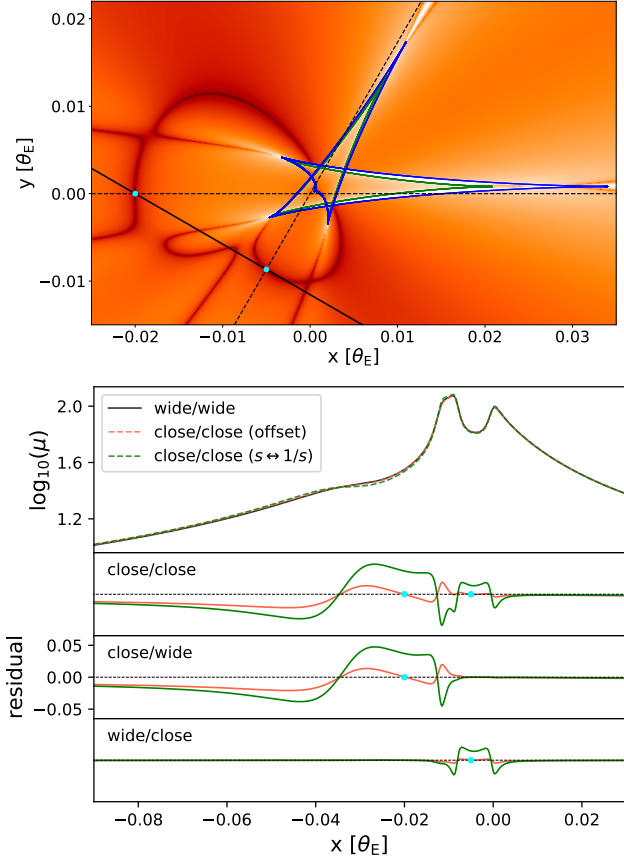 0.02
0.01
0.00
−0.01
y [θE]
−0.02 −0.01 0.00 0.01 0.02 0.03
x [θE]
2.0
1.6
1.2
log10(μ)
wide/wide
close/close (offset)
close/close (s↔1/s)
close/close
close/wide
0.05
0.00
−0.05
residual
wide/close
−0.08 −0.06 −0.04 −0.02 0.00
x [θE]